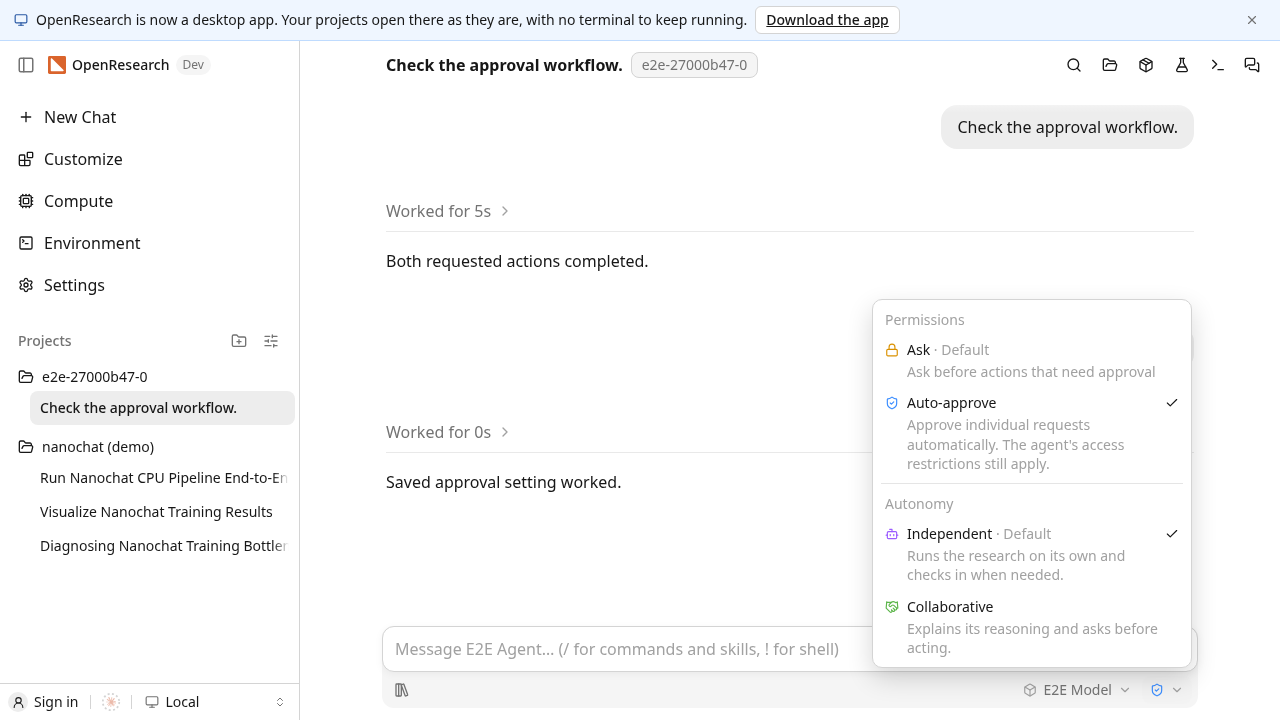 OpenResearch is now a desktop app. Your projects open there as they are, with no terminal to keep running. Download the app
OpenResearch Dev
New Chat
Customize
Compute
Environment
Settings
Projects
e2e-27000b47-0
Check the approval workflow.
nanochat (demo)
Run Nanochat CPU Pipeline End-to-En
Visualize Nanochat Training Results
Diagnosing Nanochat Training Bottler
Sign in
Local
Check the approval workflow. e2e-27000b47-0
Check the approval workflow.
Worked for 5s
Both requested actions completed.
Worked for 0s
Saved approval setting worked.
Permissions
Ask · Default
Ask before actions that need approval
Auto-approve
Approve individual requests
automatically. The agent's access
restrictions still apply.
Autonomy
Independent · Default
Runs the research on its own and
checks in when needed.
Collaborative
Explains its reasoning and asks before
acting.
Message E2E Agent... (/ for commands and skills, ! for shell)
E2E Model